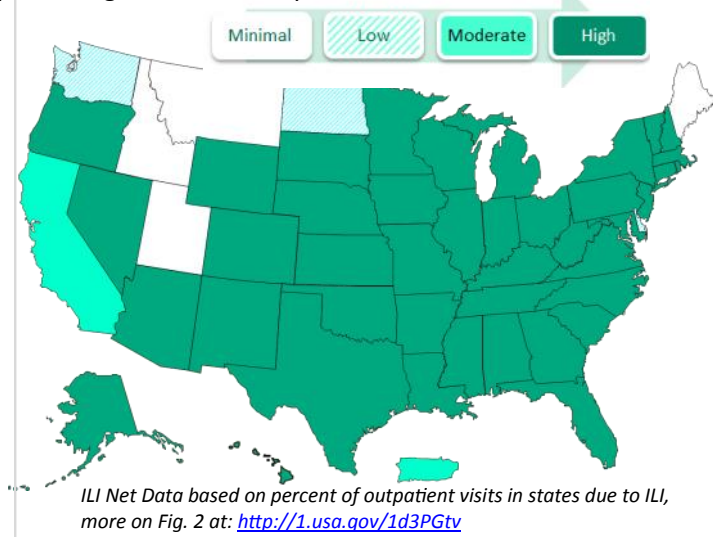 Minimal Low Moderate High
ILI Net Data based on percent of outpatient visits in states due to ILI,
more on Fig. 2 at: http://1.usa.gov/1d3PGtv